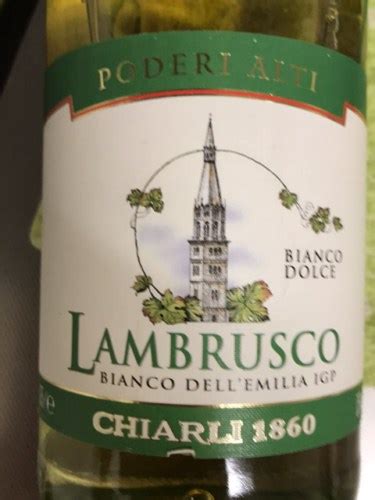 PODERI ALTI
BIANCO
DOLCE
LAMBRUSCO
BIANCO DELL'EMILIA IGP
CHIARLI 1860